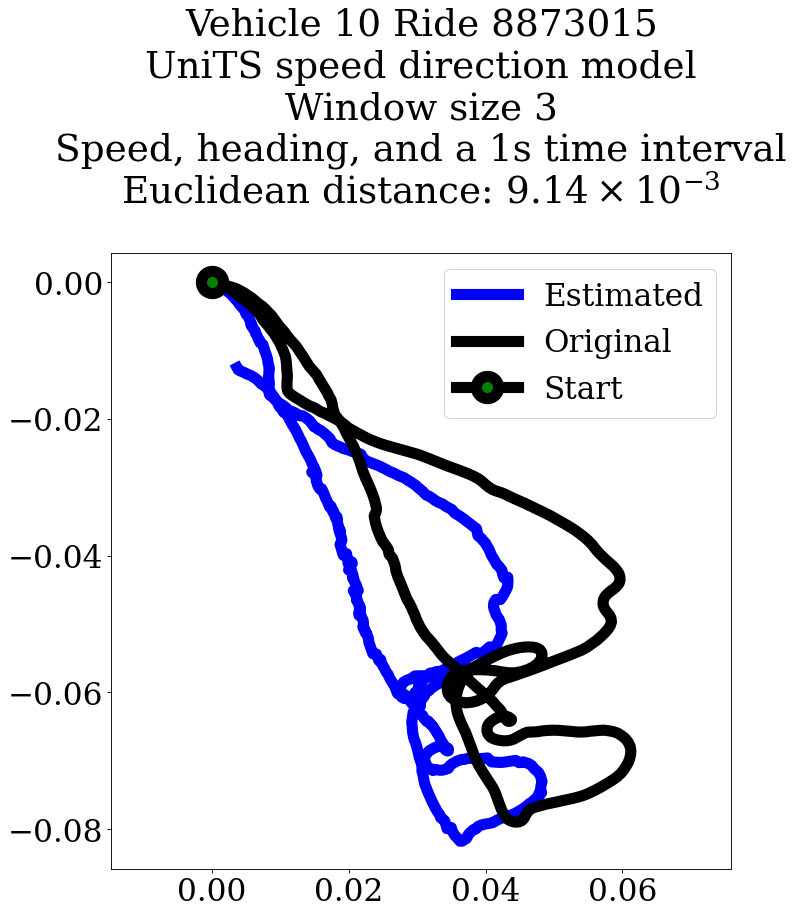 Vehicle 10 Ride 8873015
UniTS speed direction model
Window size 3
Speed, heading, and a 1s time interval
Euclidean distance: 9.14 × 10⁻³
Estimated
Original
Start
0.00
−0.02
−0.04
−0.06
−0.08
0.00 0.02 0.04 0.06